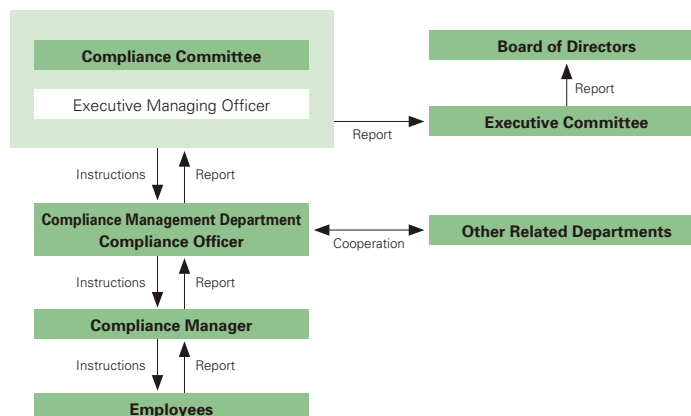 Compliance Committee
Executive Managing Officer
Board of Directors
Report
Executive Committee
Report
Instructions
Report
Compliance Management Department
Compliance Officer
Cooperation
Other Related Departments
Instructions
Report
Compliance Manager
Instructions
Report
Employees